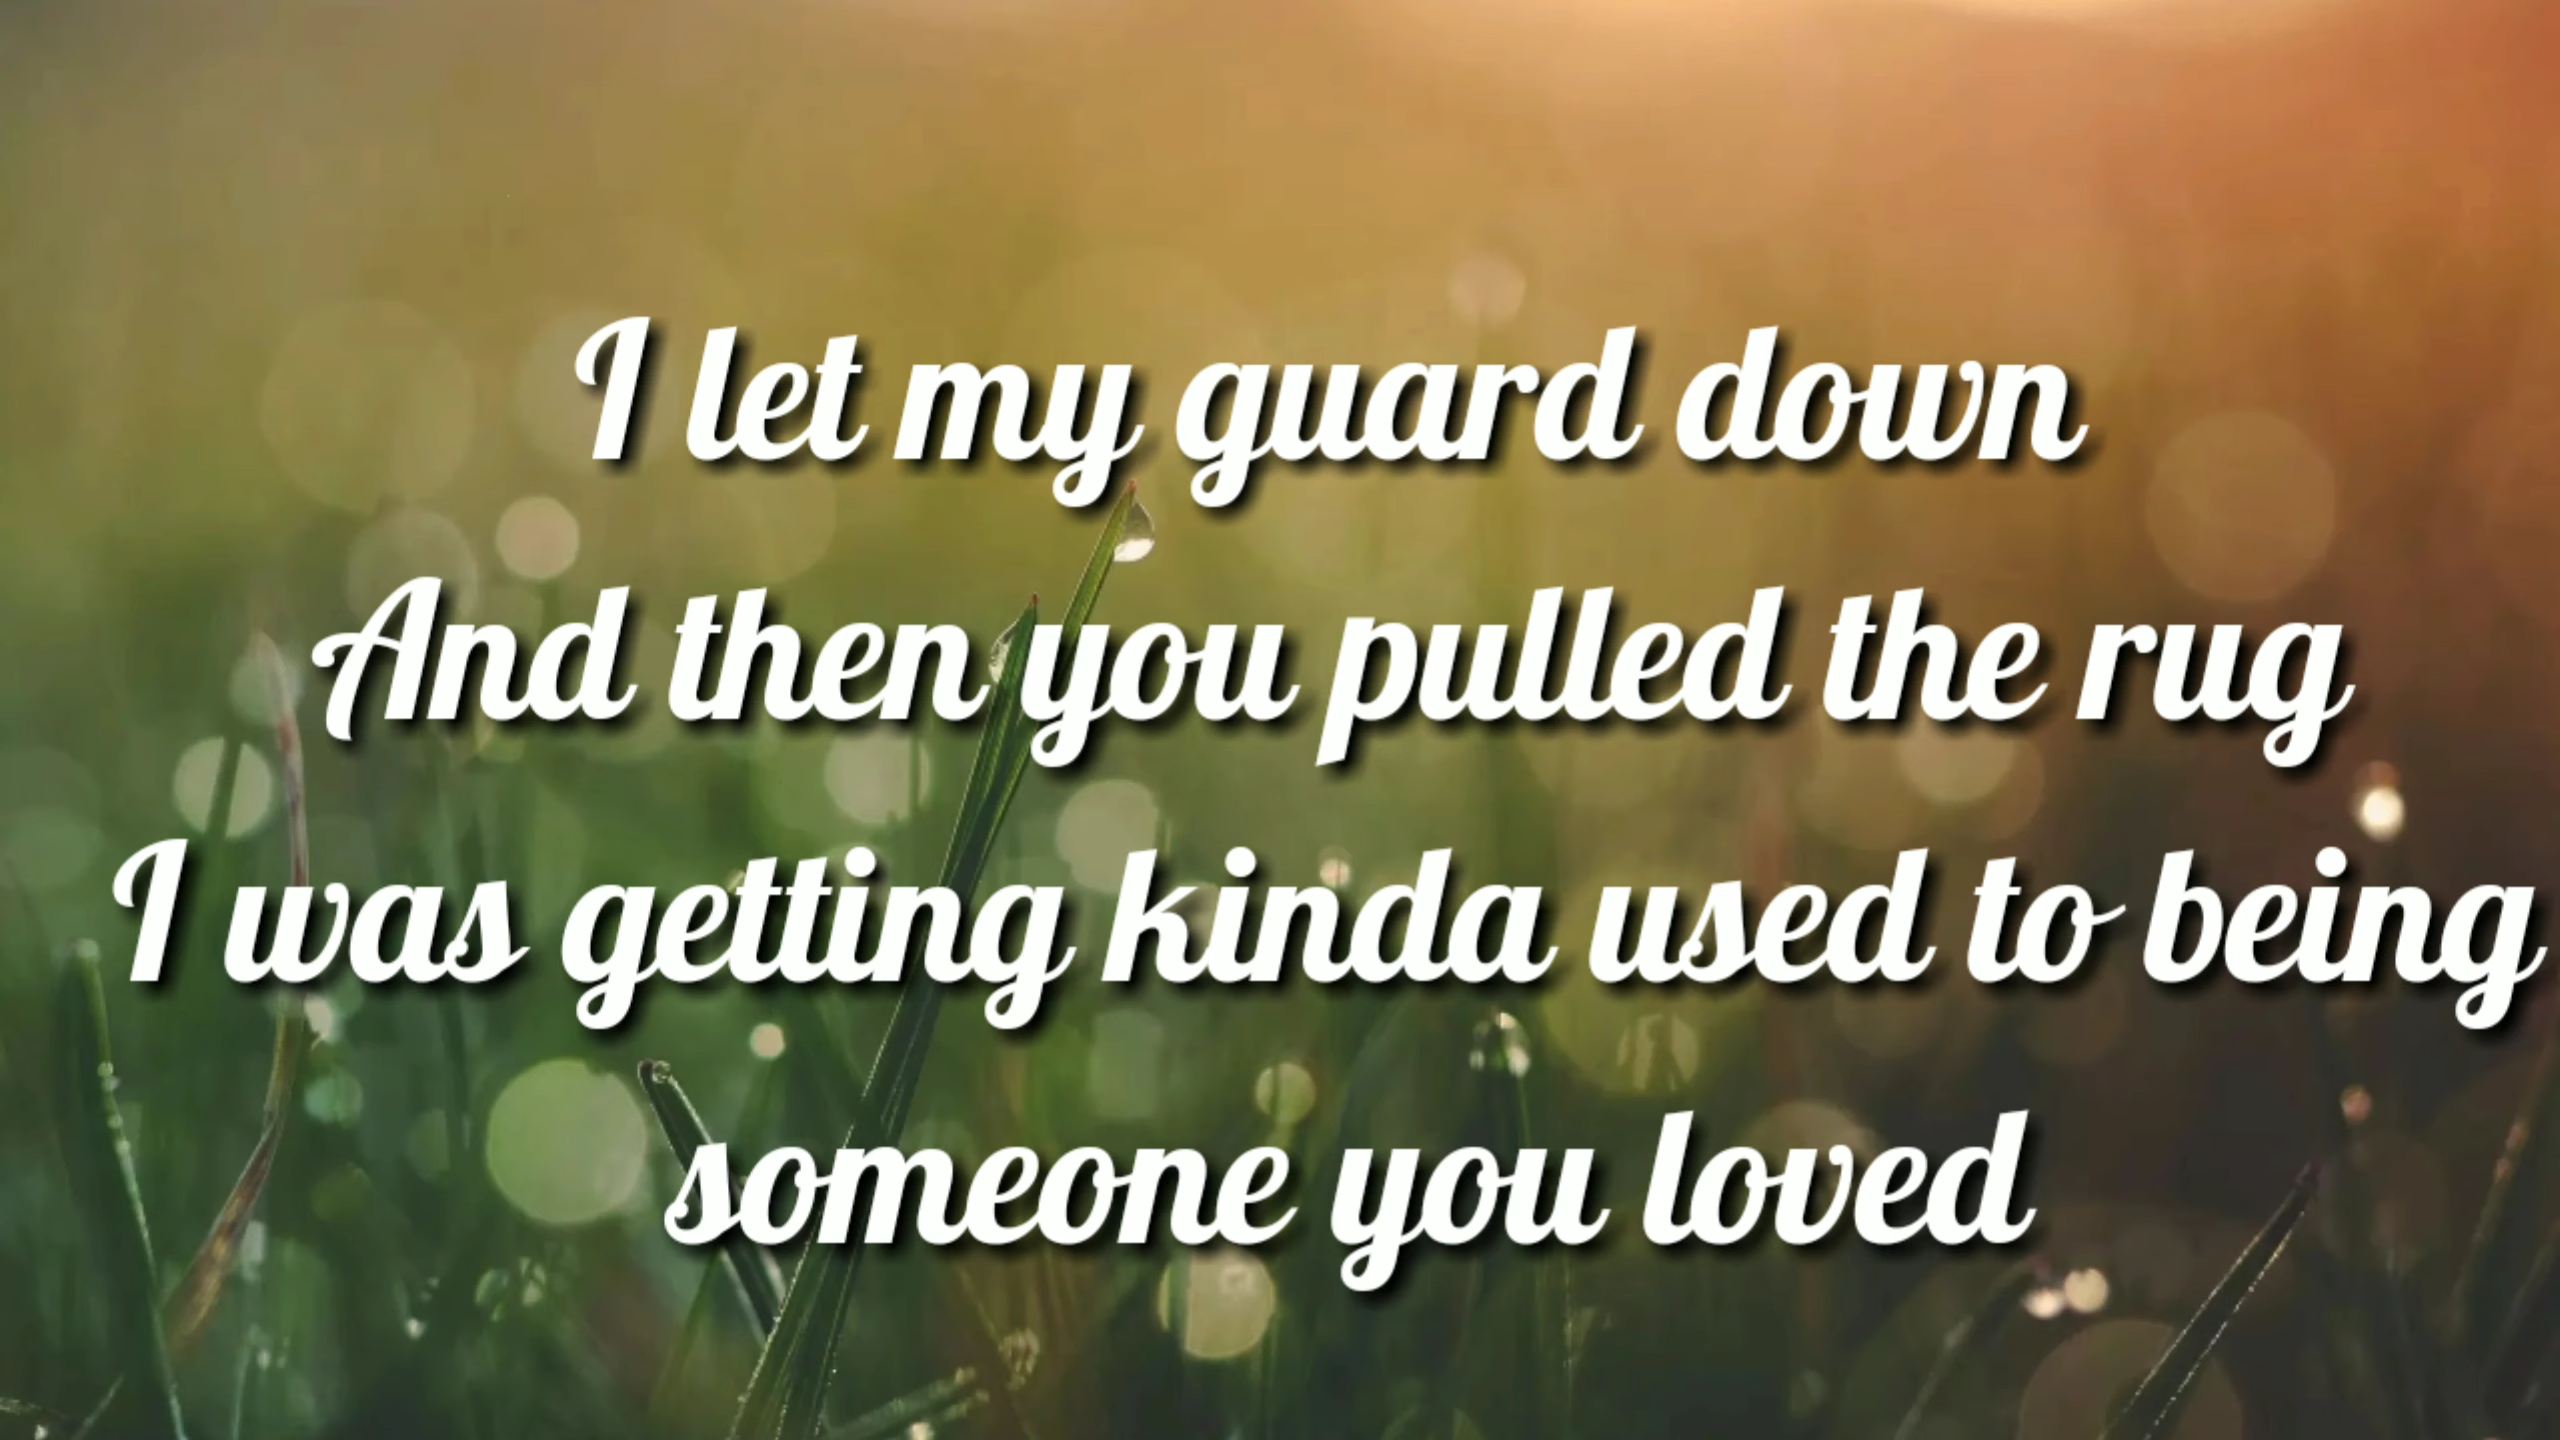 I let my guard down
And then you pulled the rug
I was getting kinda used to being
someone you loved